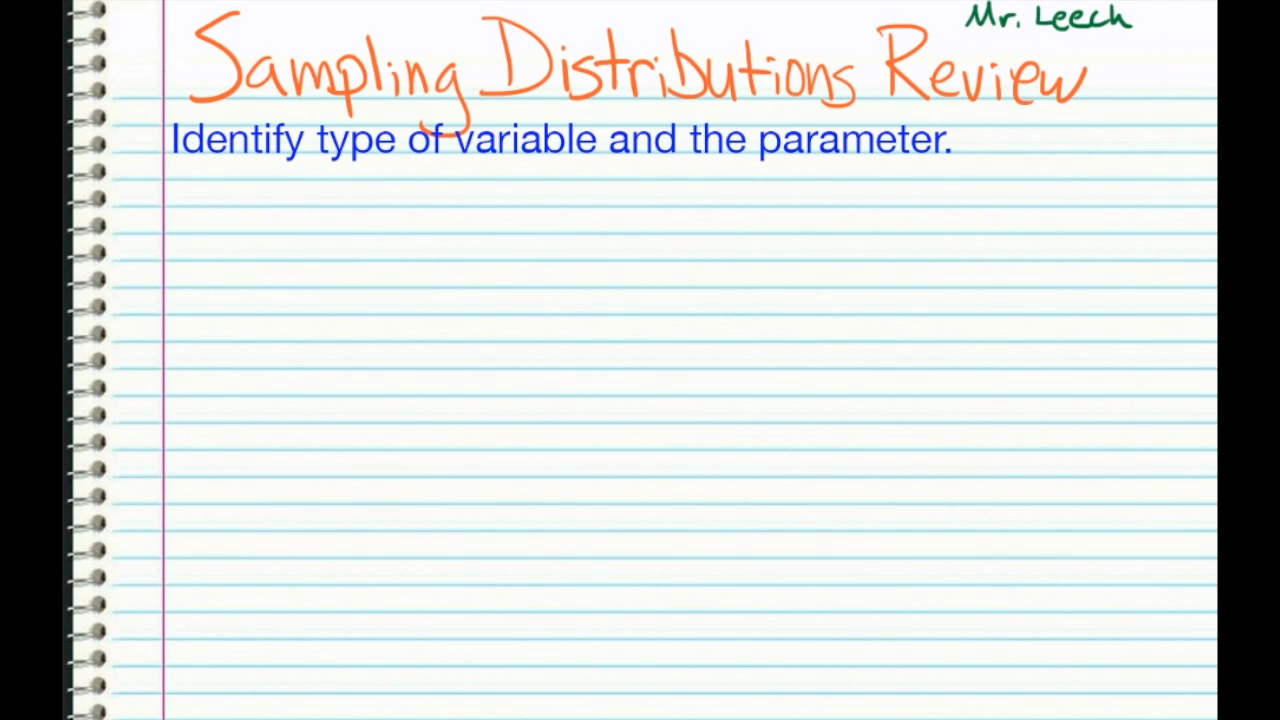 Mr. Leech
Sampling Distributions Review
Identify type of variable and the parameter.